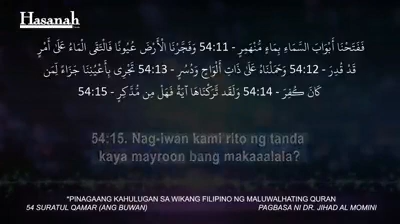 Hasanah
فَفَتَحْنَا أَبْوَابَ السَّمَاءِ بِمَاءٍ مُنْهَمِرٍ - 54:11 وَفَجَّرْنَا الْأَرْضَ عُيُونًا فَالْتَقَى الْمَاءُ عَلَىٰ أَمْرٍ
قَدْ قُدِرَ - 54:12 وَحَمَلْنَاهُ عَلَىٰ ذَاتِ أَلْوَاحٍ وَدُسُرٍ - 54:13 تَجْرِي بِأَعْيُنِنَا جَزَاءً لِمَن
كَانَ كُفِرَ - 54:14 وَلَقَد تَّرَكْنَاهَا آيَةً فَهَلْ مِن مُّدَّكِرٍ - 54:15
54:15. Nag-iwan kami rito ng tanda
kaya mayroon bang makaaalala?
"PINAGAANG KAHULUGAN SA WIKANG FILIPINO NG MALUWALHATING QURAN
54 SURATUL QAMAR (ANG BUWAN) PAGBASA NI DR. JIHAD AL MOMINI